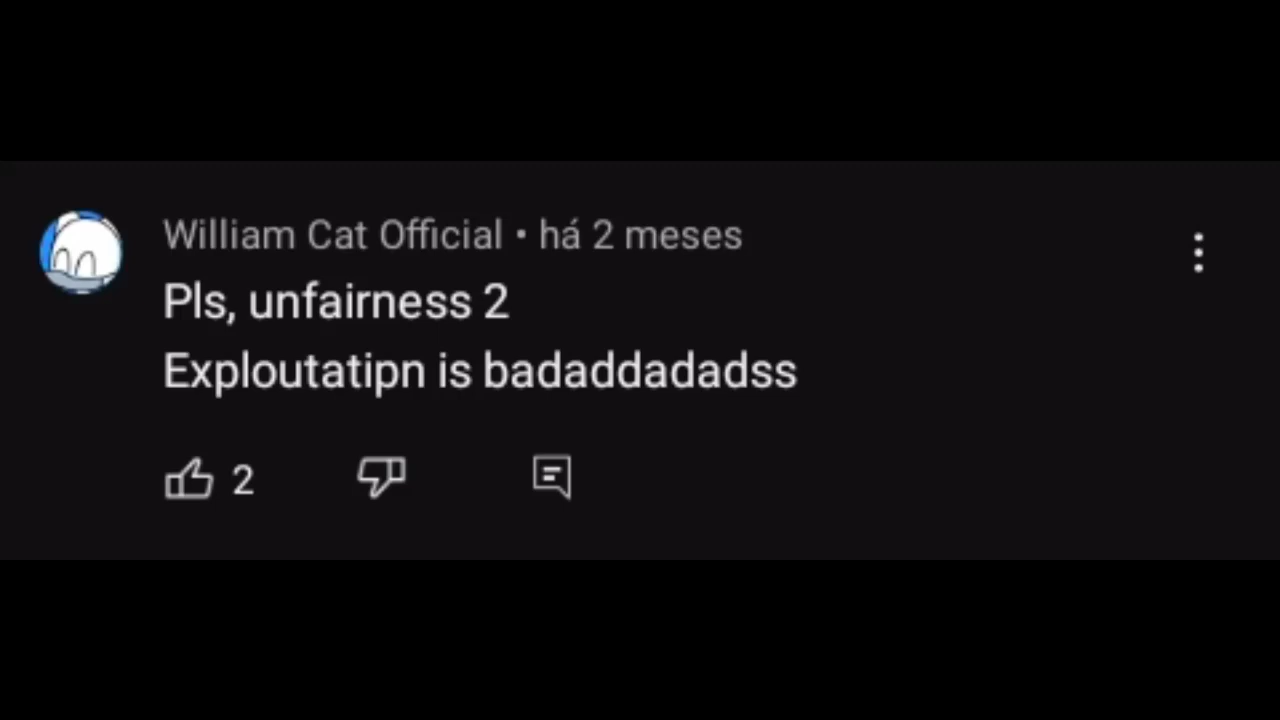 William Cat Official • há 2 meses
Pls, unfairness 2
Exploutatipn is badaddadadss
2